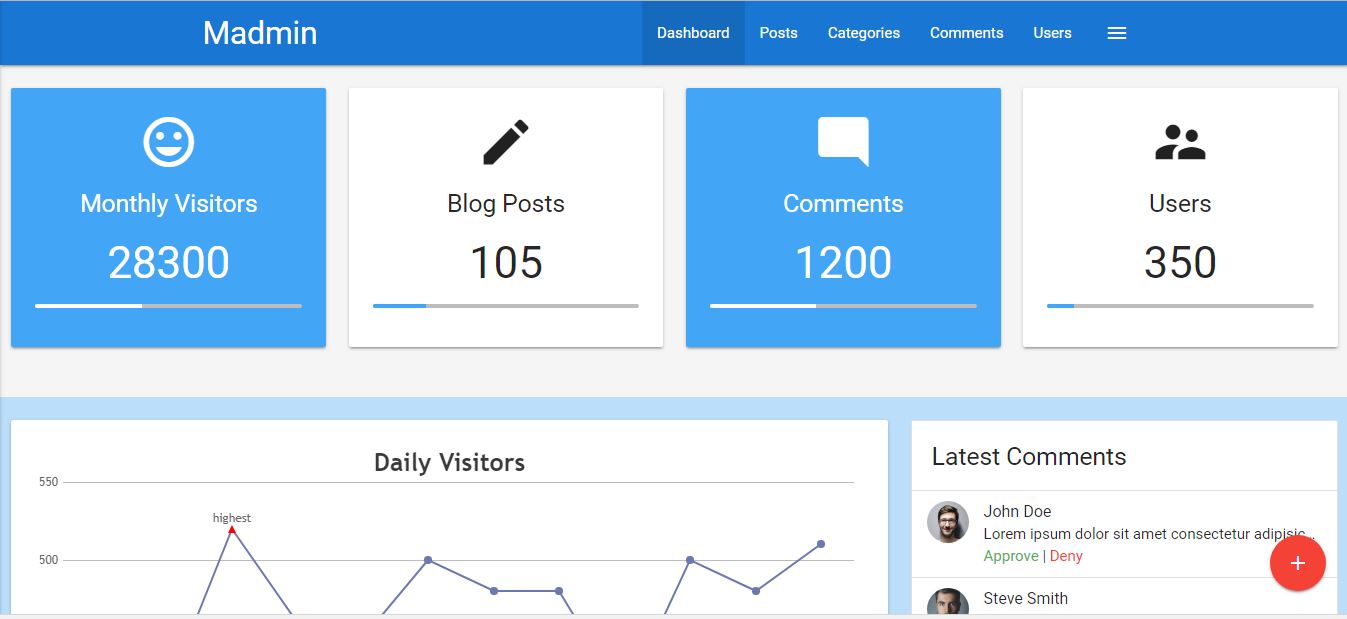 Madmin
Dashboard Posts Categories Comments Users
Monthly Visitors
28300
Blog Posts
105
Comments
1200
Users
350
Daily Visitors
550
highest
500
Latest Comments
John Doe
Lorem ipsum dolor sit amet consectetur adipisic...
Approve | Deny
Steve Smith